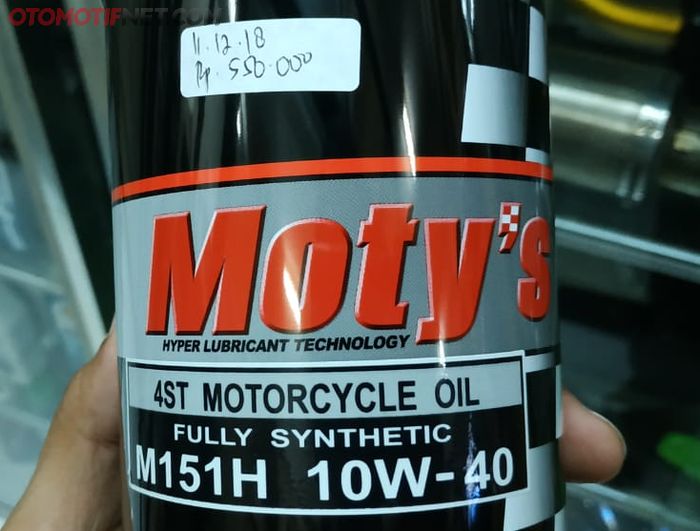 OTOMOTIFNET.COM
11.12.18
Rp. 550.000
Moty's
HYPER LUBRICANT TECHNOLOGY
4ST MOTORCYCLE OIL
FULLY SYNTHETIC
M151H 10W-40